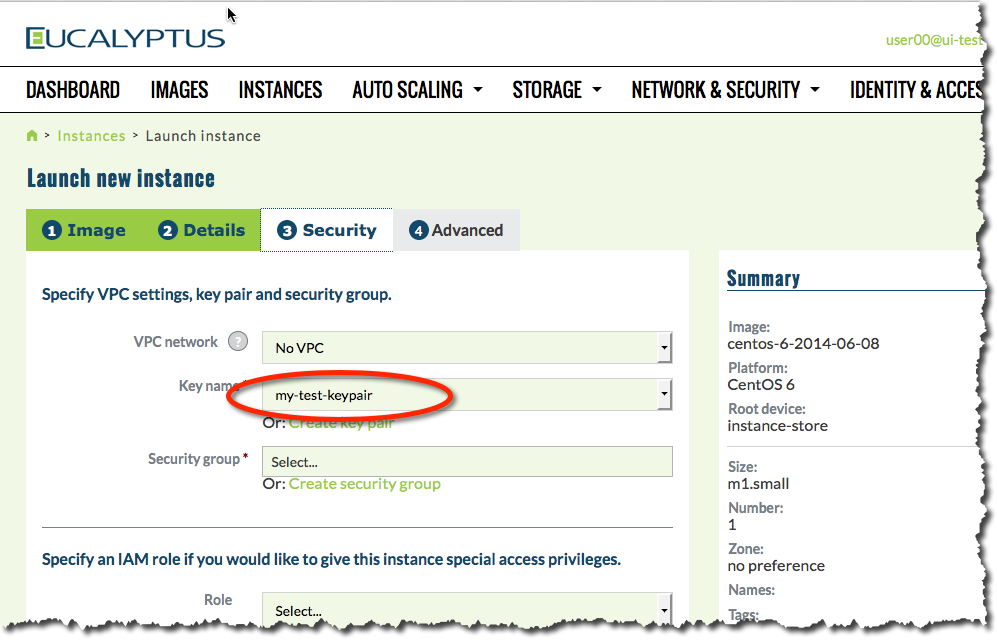 EUCALYPTUS
user00@ui-test
DASHBOARD IMAGES INSTANCES AUTO SCALING STORAGE NETWORK & SECURITY IDENTITY & ACCES
> Instances > Launch instance
Launch new instance
1 Image 2 Details 3 Security 4 Advanced
Specify VPC settings, key pair and security group.
VPC network ? No VPC
Key name* my-test-keypair
Or: Create key pair
Security group * Select...
Or: Create security group
Specify an IAM role if you would like to give this instance special access privileges.
Role Select...
Summary
Image:
centos-6-2014-06-08
Platform:
CentOS 6
Root device:
instance-store
Size:
m1.small
Number:
1
Zone:
no preference
Names:
Tags: